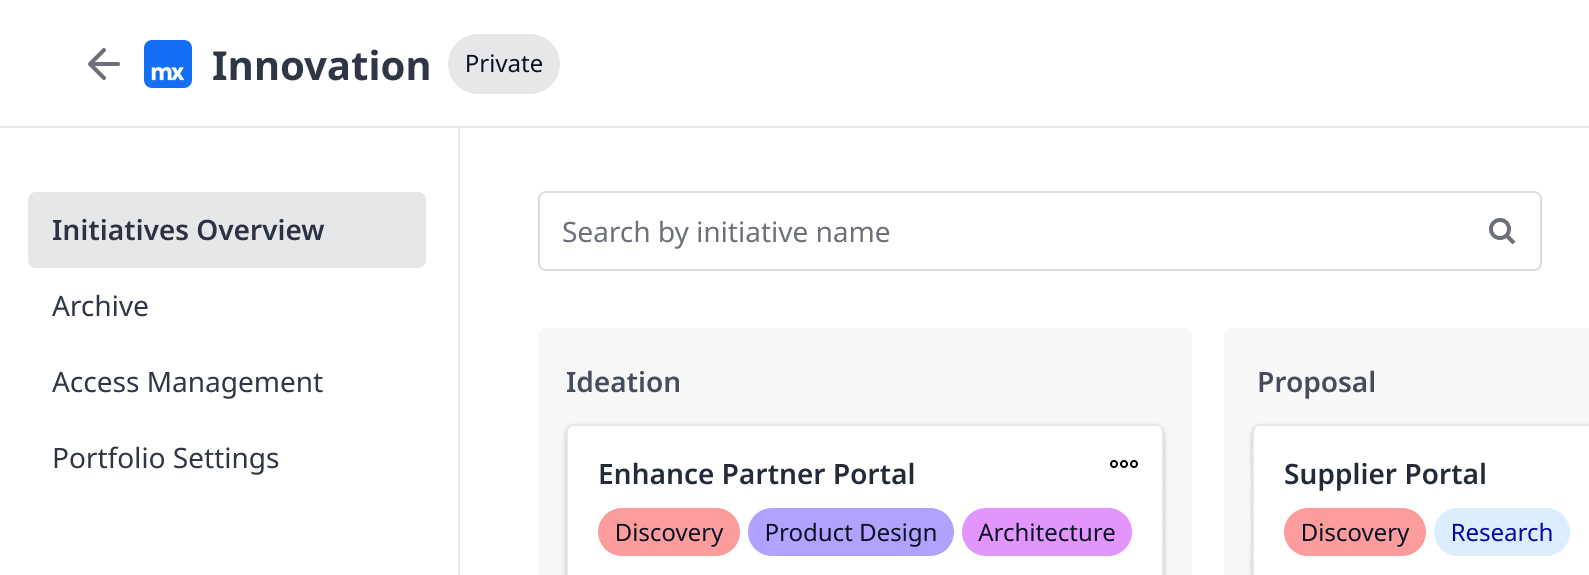 mx Innovation Private
Initiatives Overview
Archive
Access Management
Portfolio Settings
Search by initiative name
Ideation
Enhance Partner Portal
Discovery Product Design Architecture
Proposal
Supplier Portal
Discovery Research